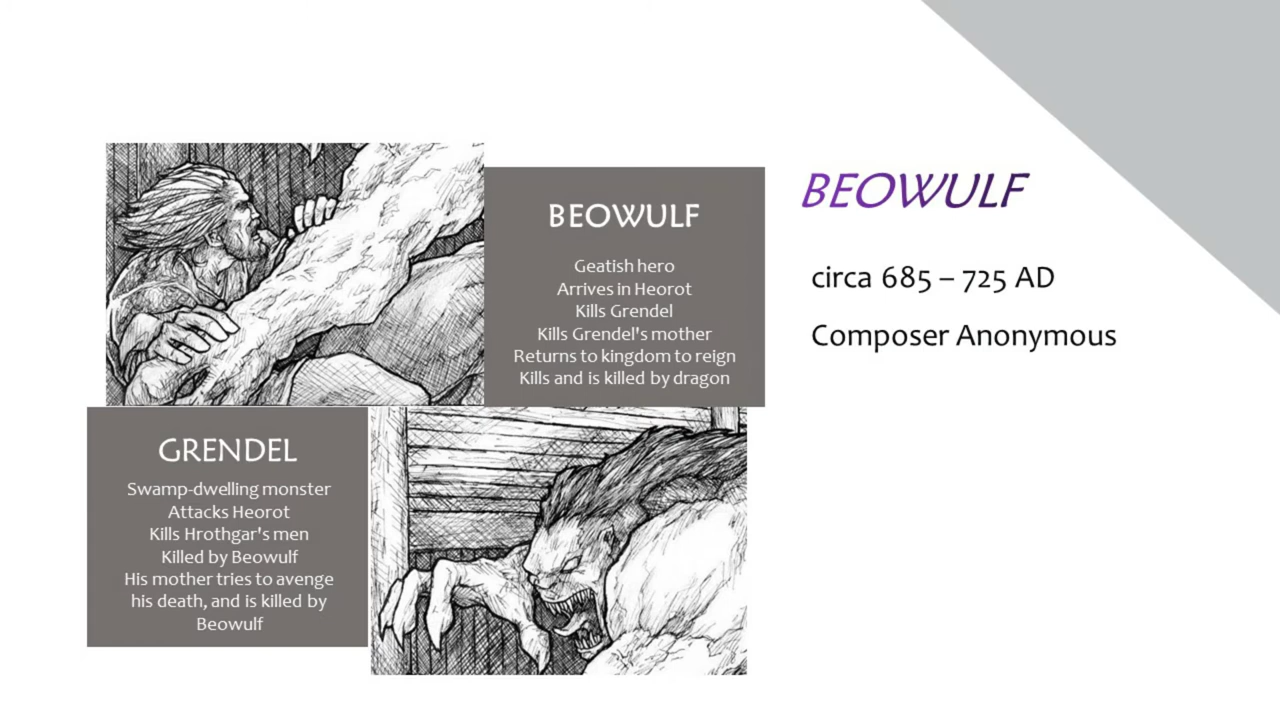 BEOWULF
Geatish hero
Arrives in Heorot
Kills Grendel
Kills Grendel's mother
Returns to kingdom to reign
Kills and is killed by dragon
GRENDEL
Swamp-dwelling monster
Attacks Heorot
Kills Hrothgar's men
Killed by Beowulf
His mother tries to avenge
his death, and is killed by
Beowulf
BEOWULF
circa 685 – 725 AD
Composer Anonymous